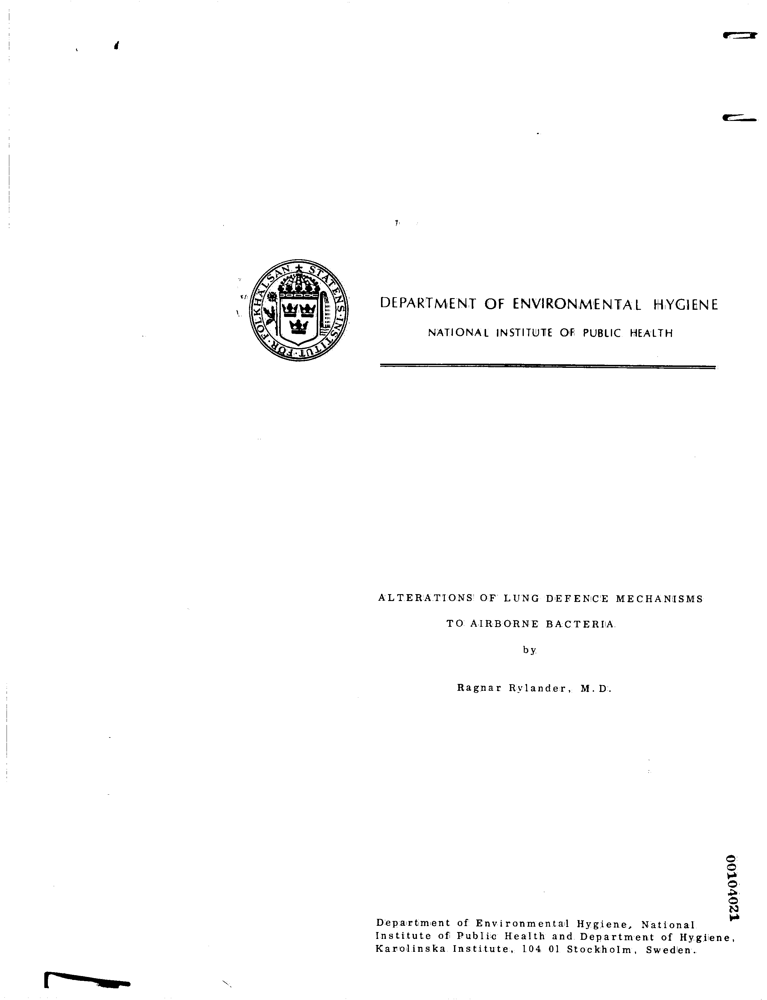 STATENS·INSTITUT·FÖR·FOLKHÄLSAN
DEPARTMENT OF ENVIRONMENTAL HYGIENE
NATIONAL INSTITUTE OF PUBLIC HEALTH
ALTERATIONS OF LUNG DEFENCE MECHANISMS
TO AIRBORNE BACTERIA
by
Ragnar Rylander, M.D.
00104021
Department of Environmental Hygiene, National
Institute of Public Health and Department of Hygiene,
Karolinska Institute, 104 01 Stockholm, Sweden.